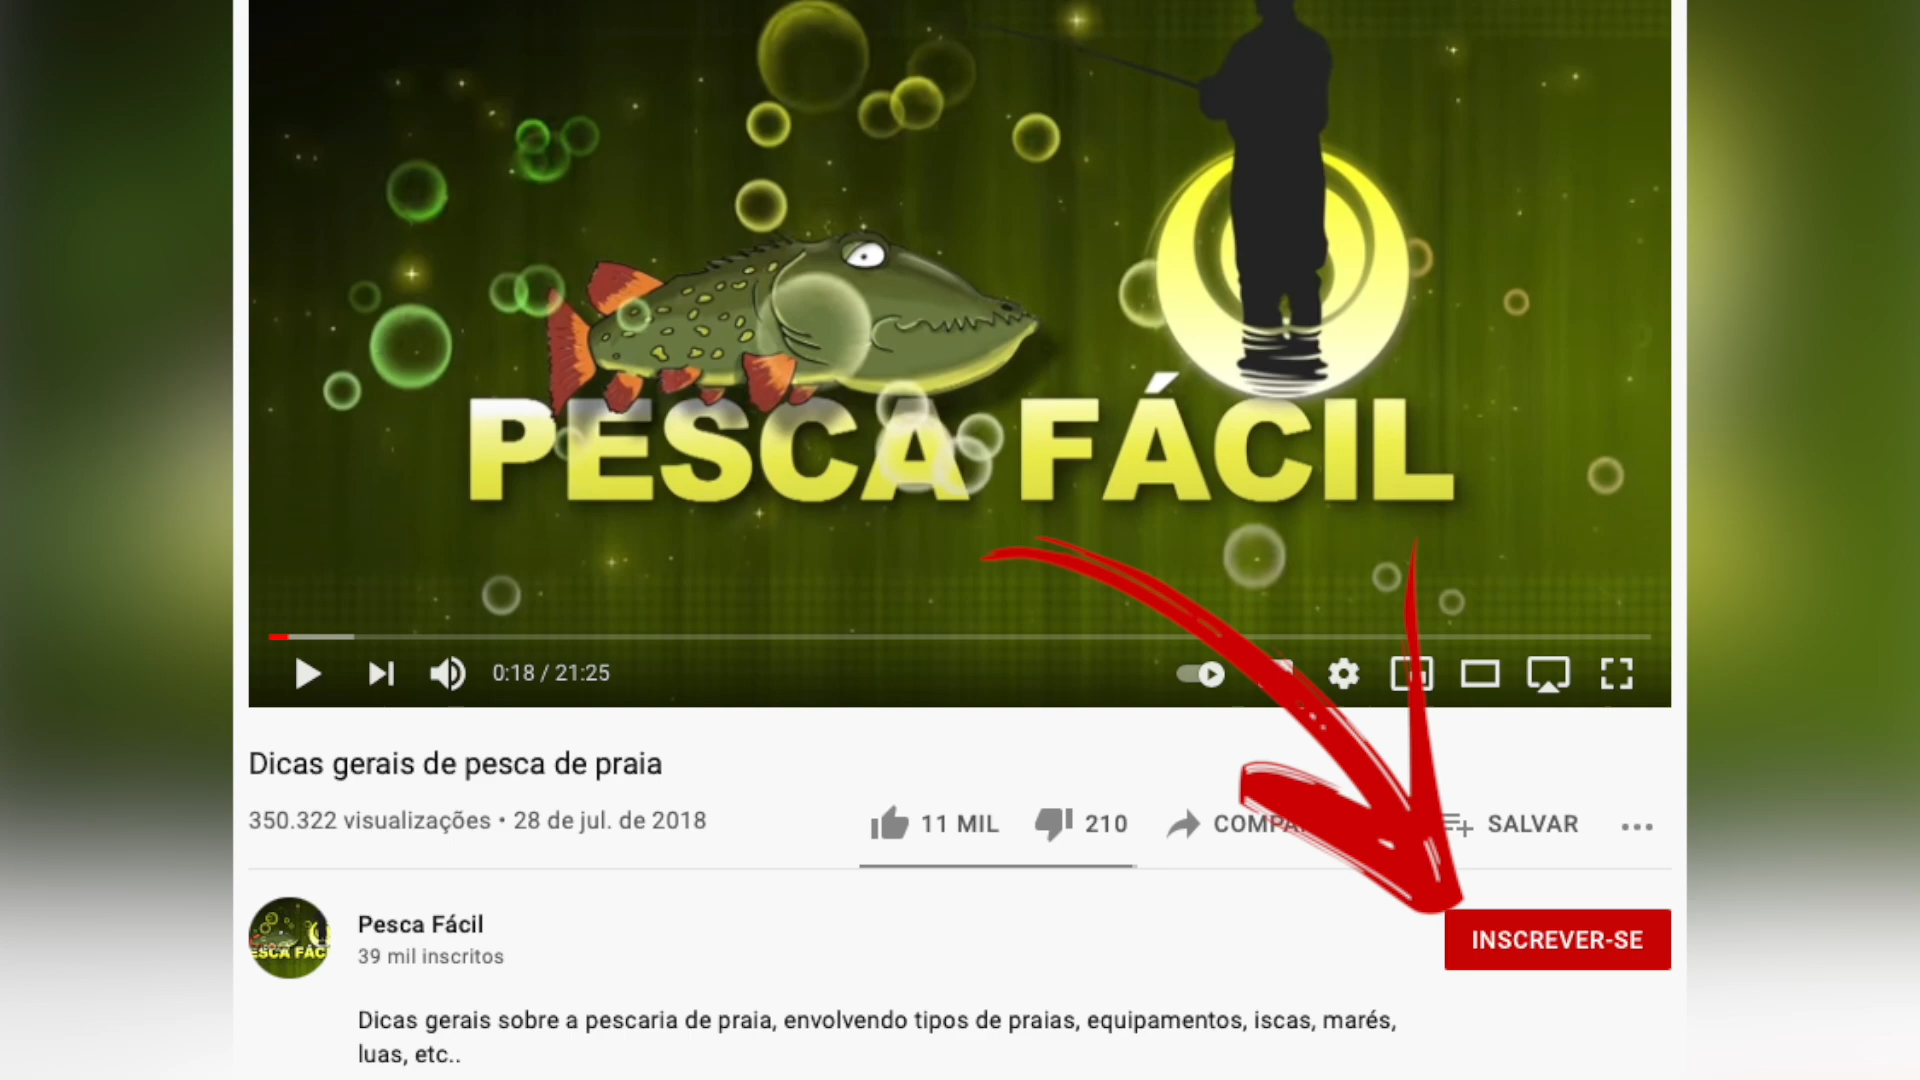 PESCA FÁCIL
0:18 / 21:25
Dicas gerais de pesca de praia
350.322 visualizações • 28 de jul. de 2018
11 MIL
210
SALVAR
Pesca Fácil
39 mil inscritos
INSCREVER-SE
Dicas gerais sobre a pescaria de praia, envolvendo tipos de praias, equipamentos, iscas, marés,
luas, etc..